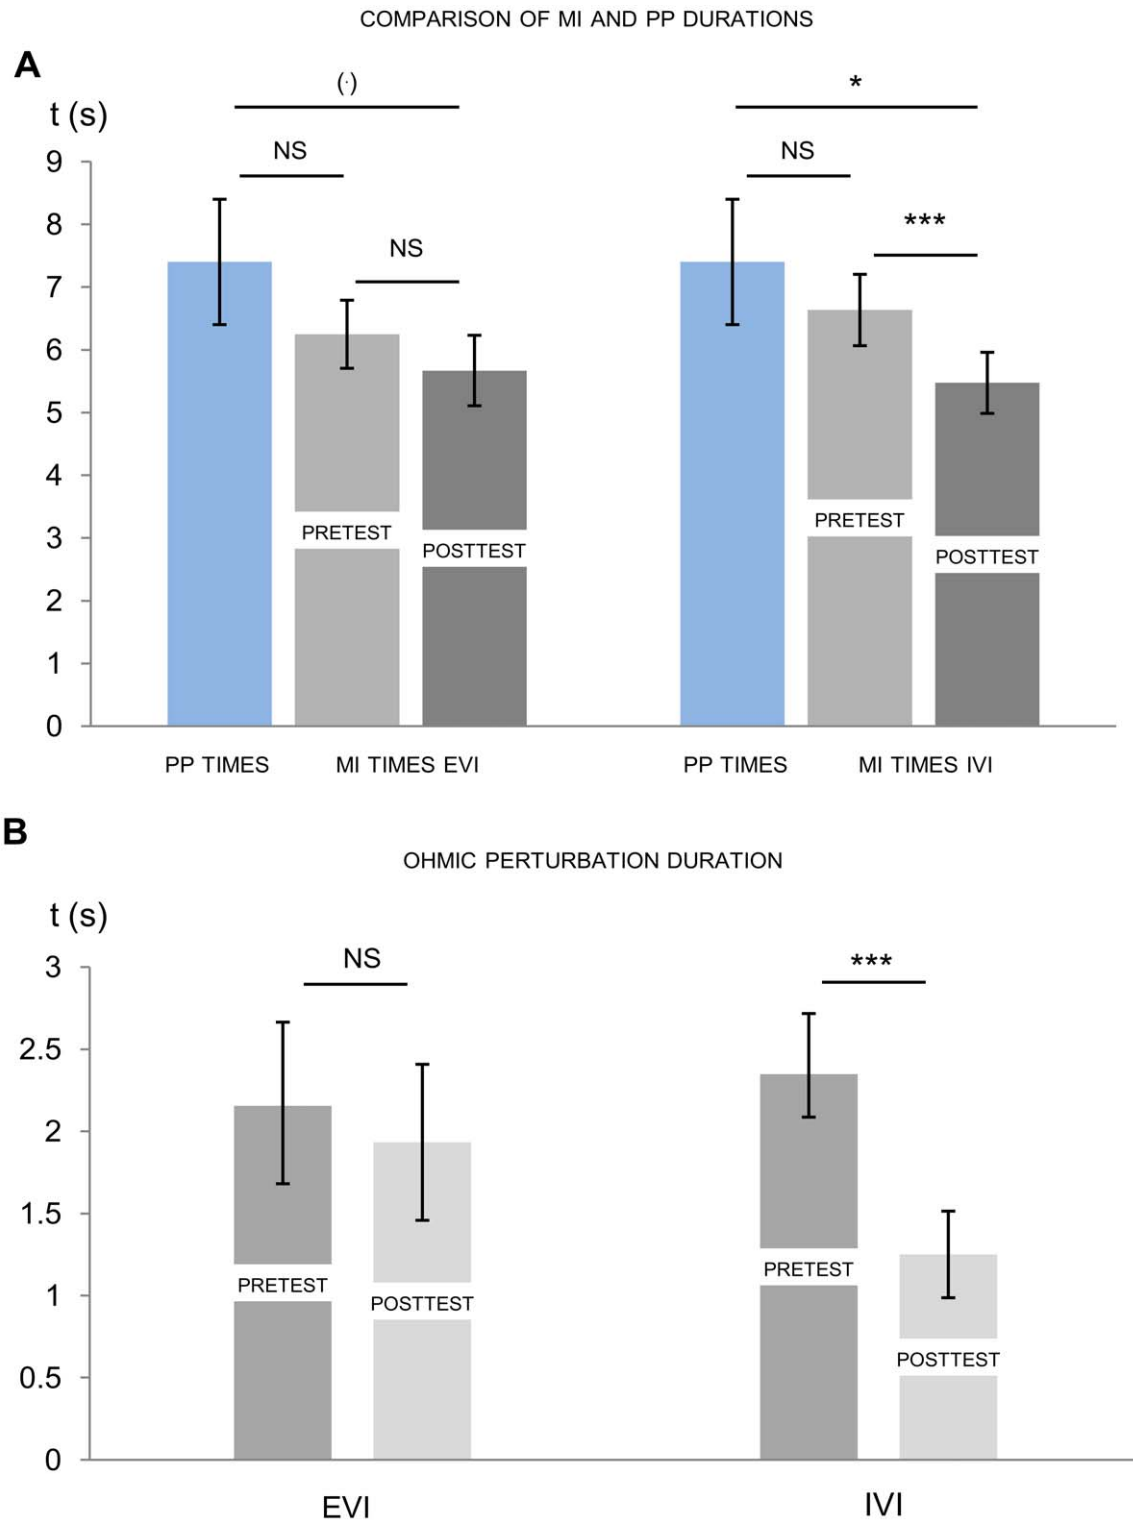 COMPARISON OF MI AND PP DURATIONS
A
t (s)
(·)
*
NS
NS
NS
***
9
8
7
6
5
4
3
2
1
0
PRETEST
POSTTEST
PRETEST
POSTTEST
PP TIMES MI TIMES EVI PP TIMES MI TIMES IVI
B
OHMIC PERTURBATION DURATION
t (s)
NS
***
3
2.5
2
1.5
1
0.5
0
PRETEST
POSTTEST
PRETEST
POSTTEST
EVI IVI